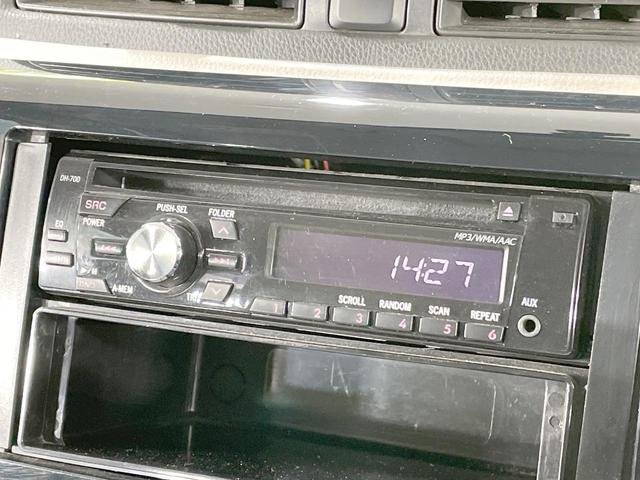 DH-700
SRC
PUSH-SEL
FOLDER
POWER
EQ
MP3/WMA/AAC
14:27
A-MEM
SCROLL
RANDOM
SCAN
REPEAT
AUX
1
2
3
4
5
6